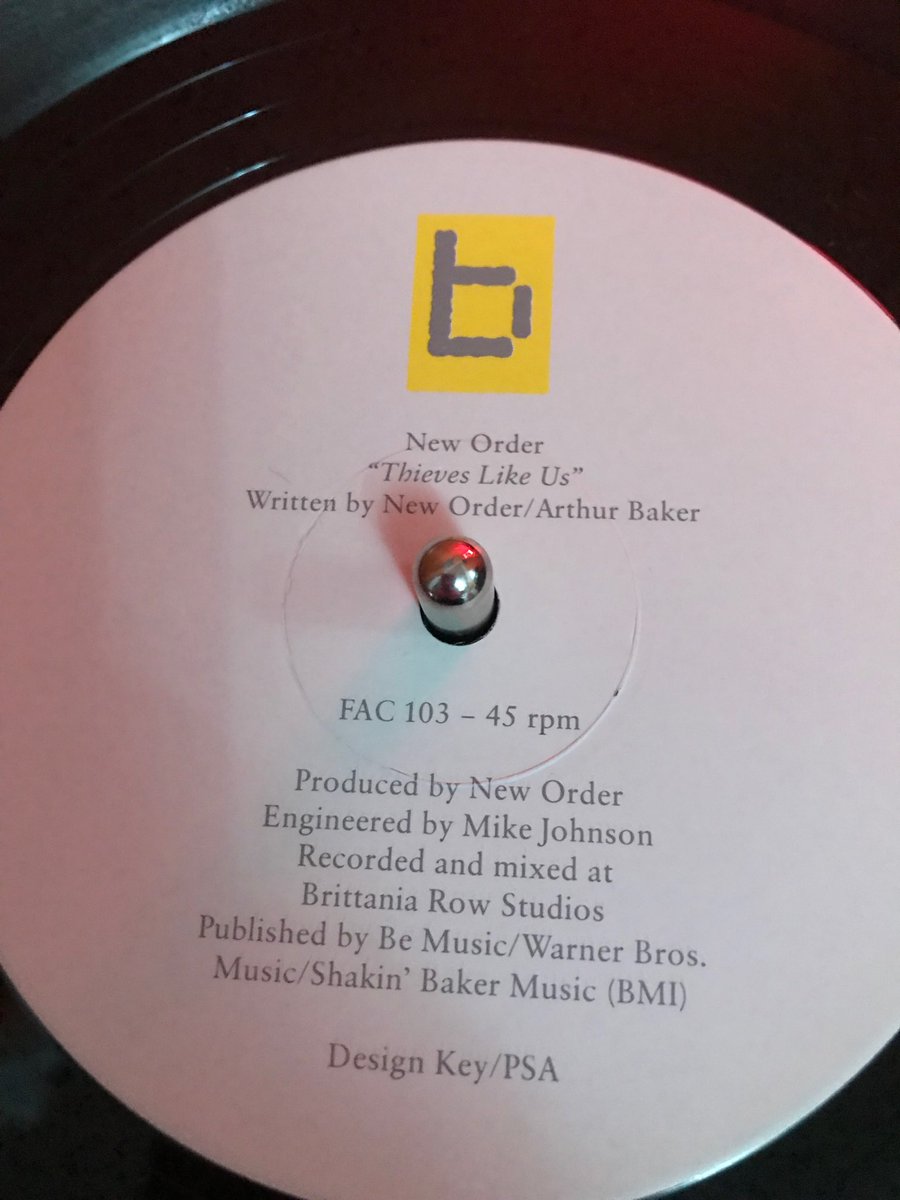 b
New Order
“Thieves Like Us”
Written by New Order/Arthur Baker
FAC 103 – 45 rpm
Produced by New Order
Engineered by Mike Johnson
Recorded and mixed at
Brittania Row Studios
Published by Be Music/Warner Bros.
Music/Shakin’ Baker Music (BMI)
Design Key/PSA